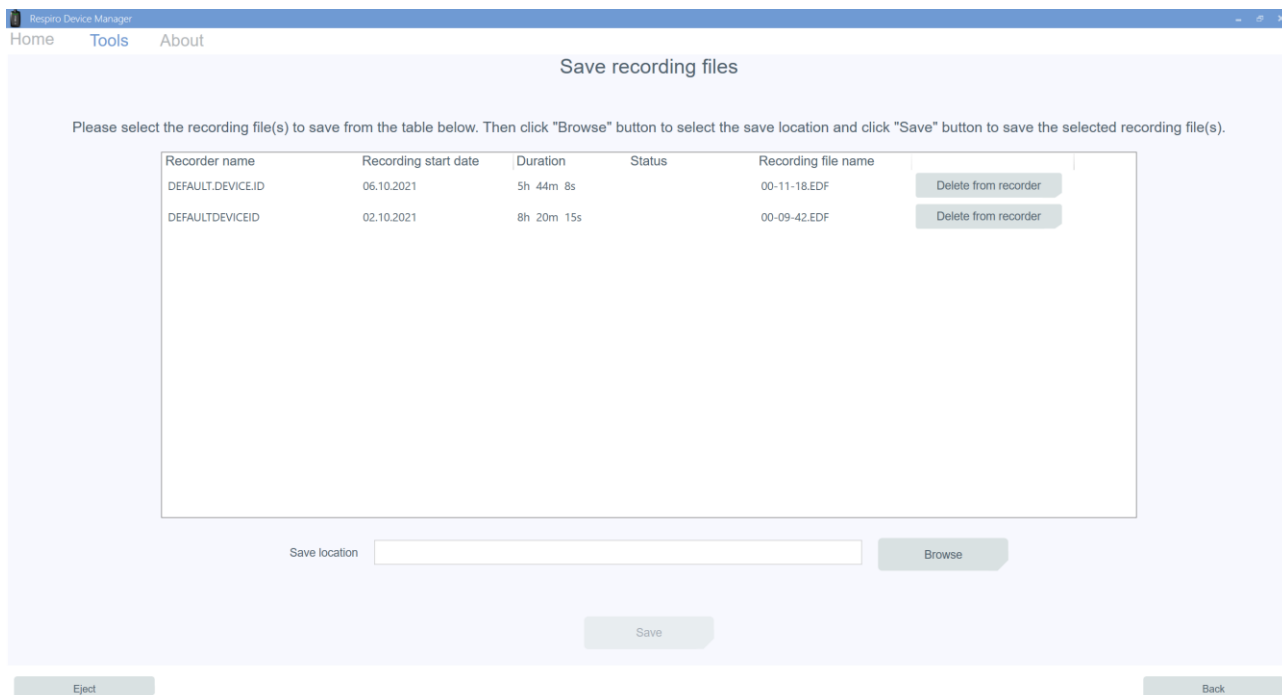 Respiro Device Manager
Home Tools About
Save recording files
Please select the recording file(s) to save from the table below. Then click "Browse" button to select the save location and click "Save" button to save the selected recording file(s).
Recorder name Recording start date Duration Status Recording file name
DEFAULT.DEVICE.ID 06.10.2021 5h 44m 8s 00-11-18.EDF Delete from recorder
DEFAULTDEVICEID 02.10.2021 8h 20m 15s 00-09-42.EDF Delete from recorder
Save location Browse
Save
Eject Back